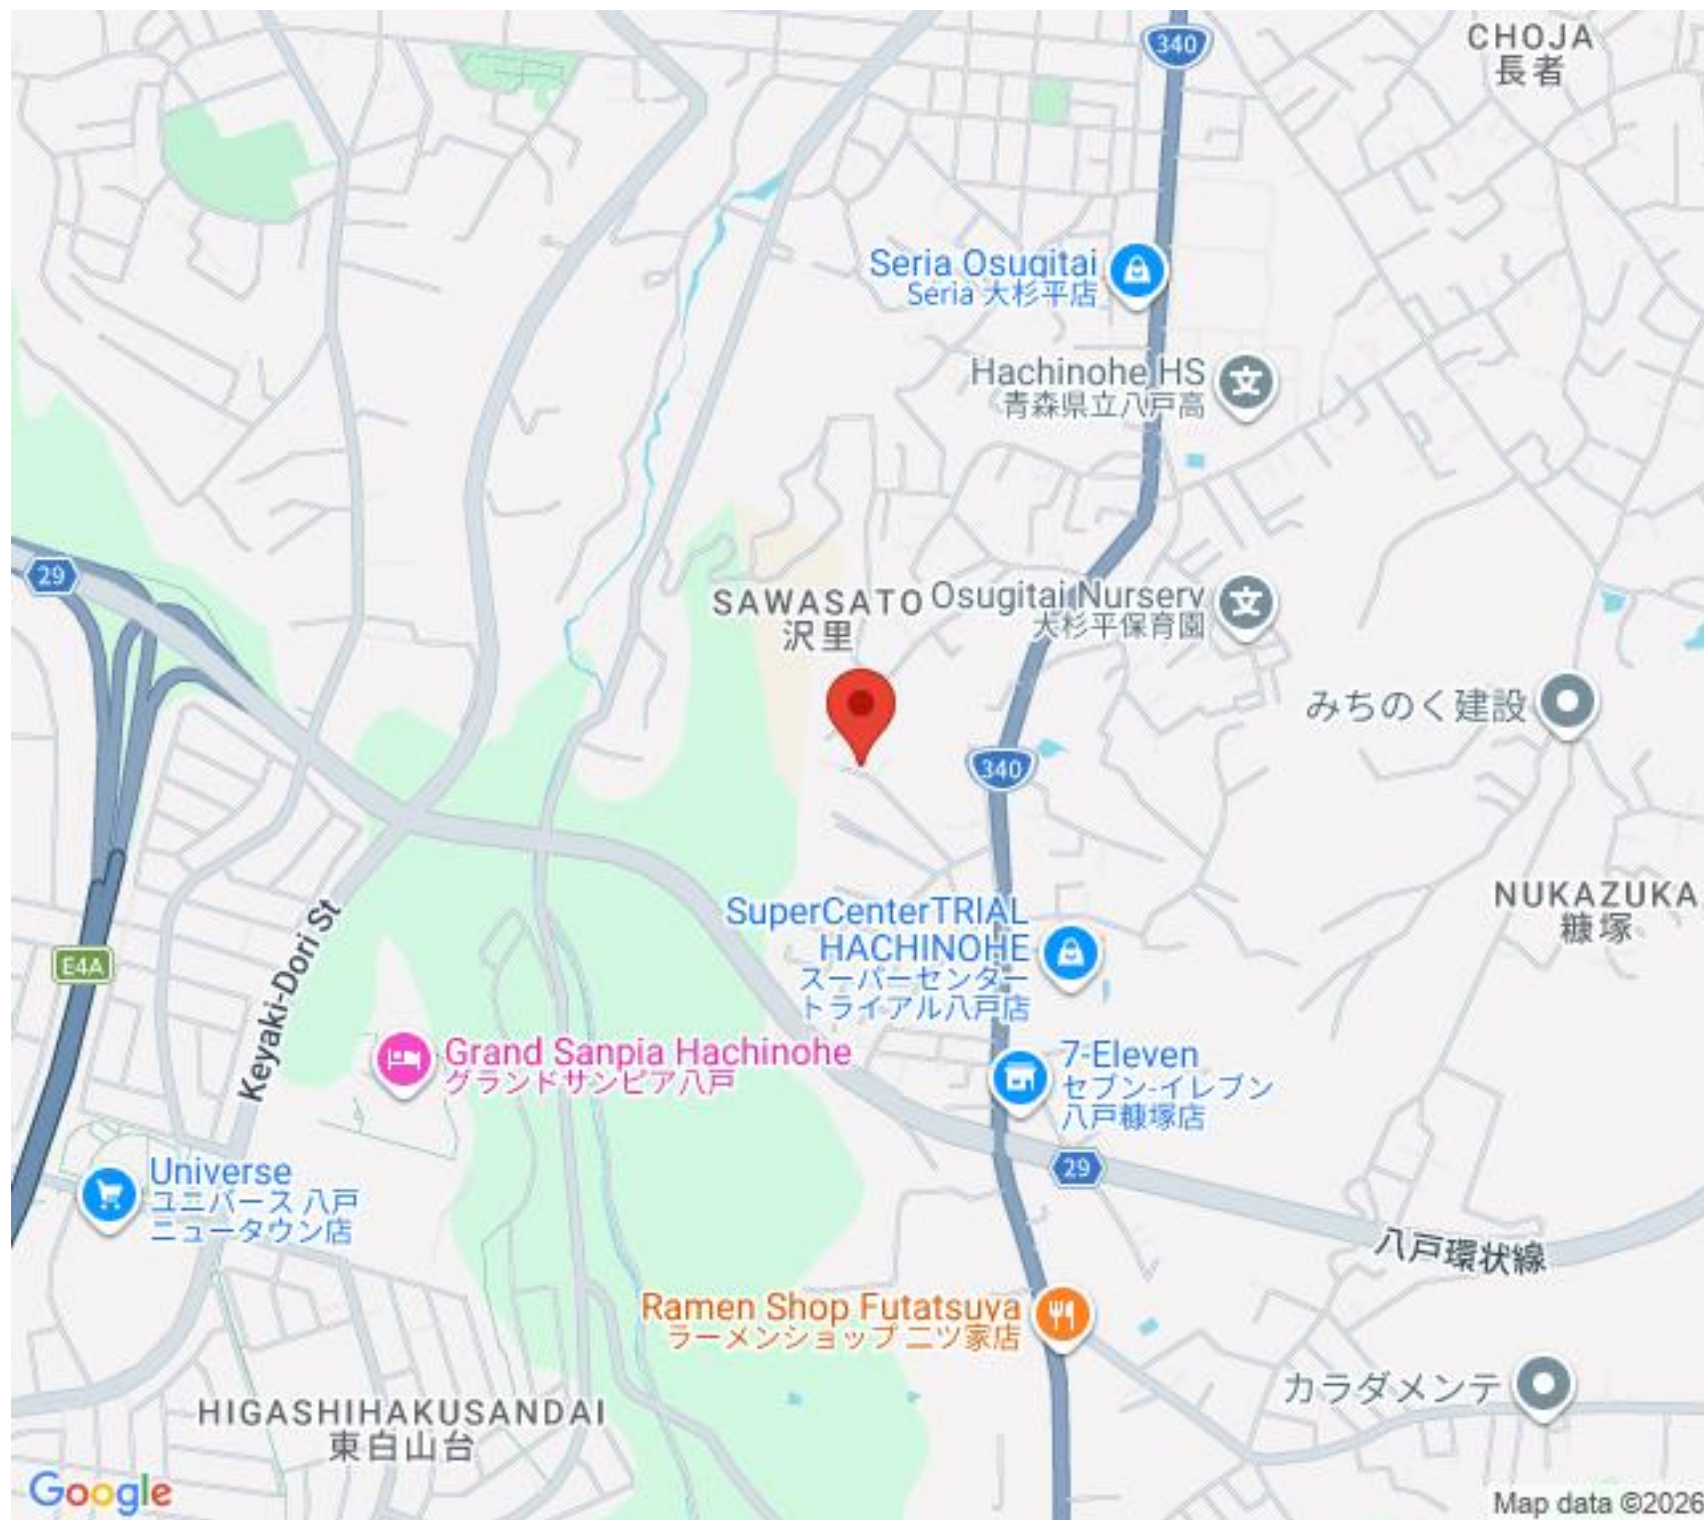 340
CHOJA
長者
Seria Osugitai
Seria 大杉平店
Hachinohe HS
青森県立八戸高
29
SAWASATO
沢里
Osugitai Nursery
大杉平保育園
みちのく建設
340
NUKAZUKA
糠塚
SuperCenterTRIAL
HACHINOHE
スーパーセンター
トライアル八戸店
E4A
Keyaki-Dori St
Grand Sanpia Hachinohe
グランドサンピア八戸
7-Eleven
セブン-イレブン
八戸糠塚店
Universe
ユニバース 八戸
ニュータウン店
29
八戸環状線
Ramen Shop Futatsuya
ラーメンショップ 二ツ家店
カラダメンテ
HIGASHIHAKUSANDAI
東白山台
Google
Map data ©2026